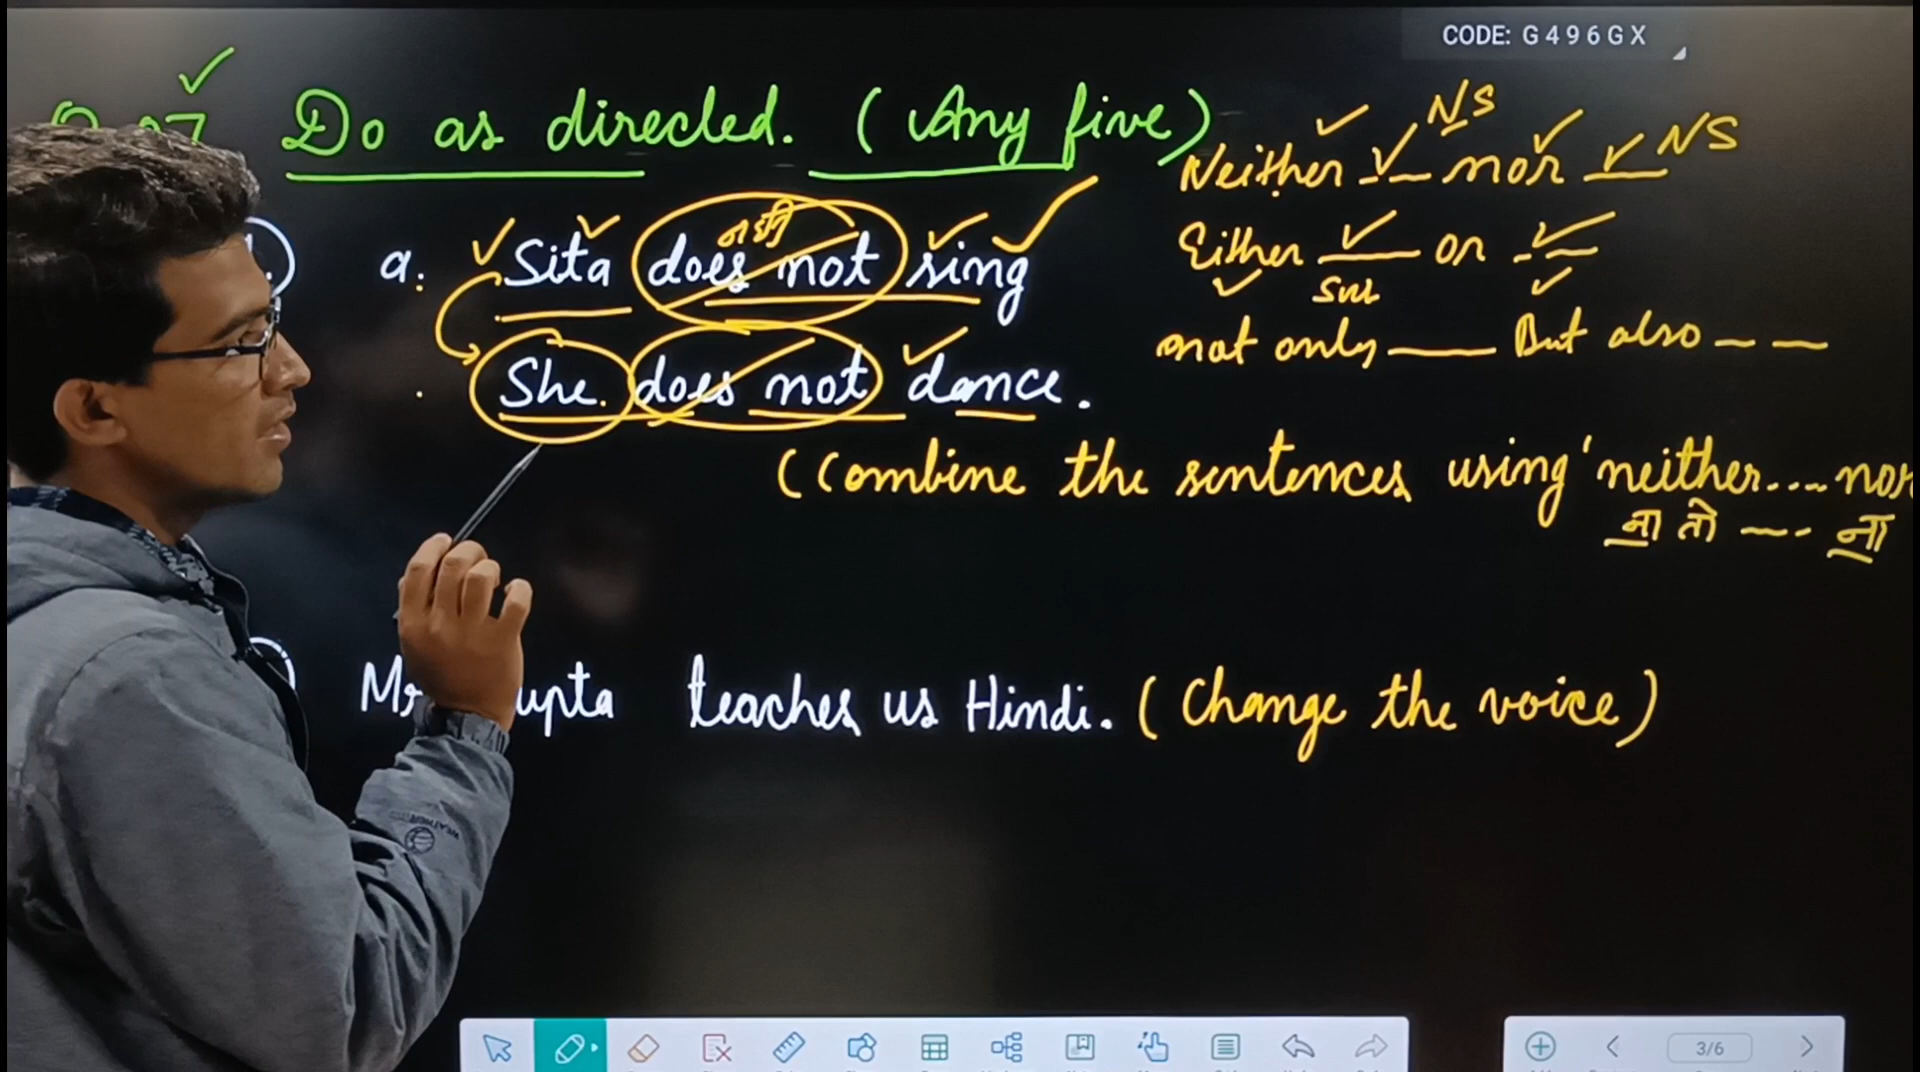 CODE: G496GX
Do as directed. (Any five)
Neither — nor — NS NS
Either — or —
Sub
not only — But also — —
a. Sita does not sing
नहीं
She does not dance.
(Combine the sentences using 'neither.... nor
ना तो ---- ना
upta teaches us Hindi. (Change the voice)
3/6